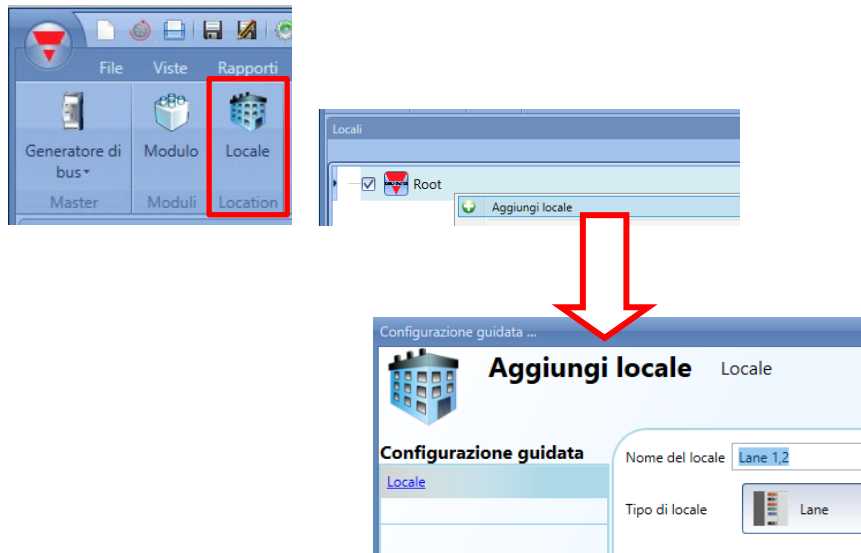 File Viste Rapporti
Generatore di
bus
Modulo
Locale
Master Moduli Location
Locali
Root
Aggiungi locale
Configurazione guidata ...
Aggiungi locale Locale
Configurazione guidata
Locale
Nome del locale Lane 1,2
Tipo di locale Lane